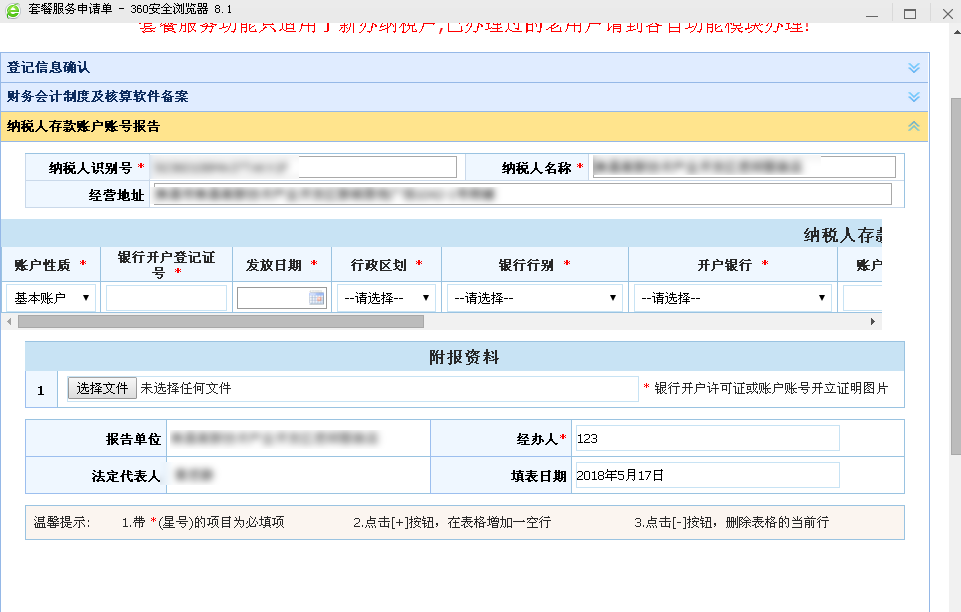 套餐服务申请单 - 360安全浏览器 8.1
套餐服务功能只适用于新办纳税户,已办理过的老用户请到各自功能模块办理!
登记信息确认
财务会计制度及核算软件备案
纳税人存款账户账号报告
纳税人识别号 * 纳税人名称 *
经营地址
纳税人存款
账户性质 * 银行开户登记证号 * 发放日期 * 行政区划 * 银行行别 * 开户银行 * 账户
基本账户 --请选择-- --请选择-- --请选择--
附报资料
1 选择文件 未选择任何文件 * 银行开户许可证或账户账号开立证明图片
报告单位 经办人* 123
法定代表人 填表日期 2018年5月17日
温馨提示: 1.带 *(星号)的项目为必填项 2.点击[+]按钮，在表格增加一空行 3.点击[-]按钮，删除表格的当前行